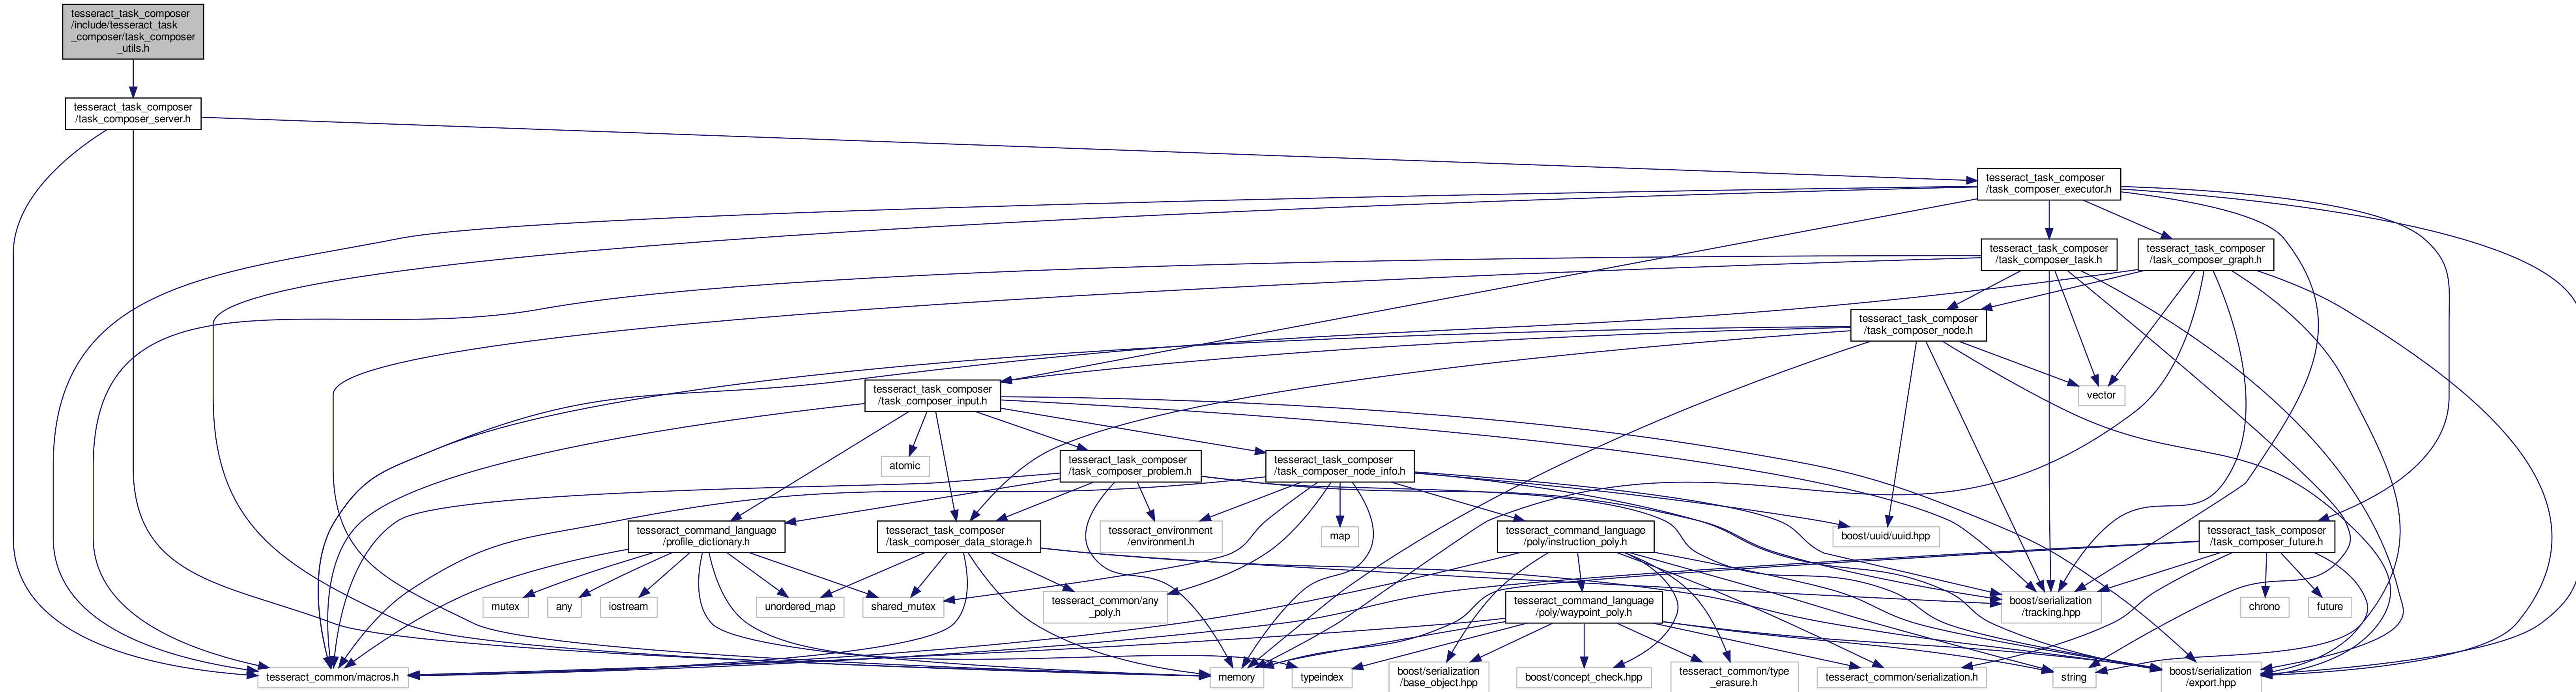 tesseract_task_composer
/include/tesseract_task
_composer/task_composer
_utils.h
tesseract_task_composer
/task_composer_server.h
tesseract_task_composer
/task_composer_executor.h
tesseract_task_composer
/task_composer_task.h
tesseract_task_composer
/task_composer_graph.h
tesseract_task_composer
/task_composer_node.h
tesseract_task_composer
/task_composer_input.h
vector
atomic
tesseract_task_composer
/task_composer_problem.h
tesseract_task_composer
/task_composer_node_info.h
tesseract_command_language
/profile_dictionary.h
tesseract_task_composer
/task_composer_data_storage.h
tesseract_environment
/environment.h
map
tesseract_command_language
/poly/instruction_poly.h
boost/uuid/uuid.hpp
tesseract_task_composer
/task_composer_future.h
mutex
any
iostream
unordered_map
shared_mutex
tesseract_common/any
_poly.h
tesseract_command_language
/poly/waypoint_poly.h
boost/serialization
/tracking.hpp
chrono
future
tesseract_common/macros.h
memory
typeindex
boost/serialization
/base_object.hpp
boost/concept_check.hpp
tesseract_common/type
_erasure.h
tesseract_common/serialization.h
string
boost/serialization
/export.hpp